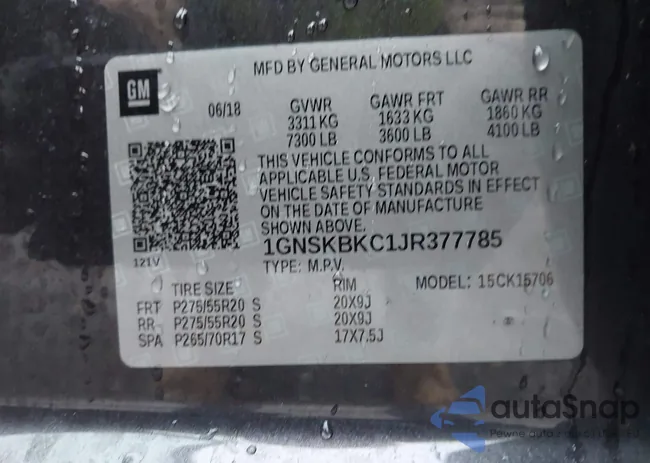 MFD BY GENERAL MOTORS LLC
GM
06/18 GVWR GAWR FRT GAWR RR
3311 KG 1633 KG 1860 KG
7300 LB 3600 LB 4100 LB
THIS VEHICLE CONFORMS TO ALL
APPLICABLE U.S. FEDERAL MOTOR
VEHICLE SAFETY STANDARDS IN EFFECT
ON THE DATE OF MANUFACTURE
SHOWN ABOVE.
1GNSKBKC1JR377785
121V
TYPE: M.P.V. MODEL: 15CK15706
TIRE SIZE RIM
FRT P275/55R20 S 20X9J
RR P275/55R20 S 20X9J
SPA P265/70R17 S 17X7.5J
autaSnap
Pewne auto